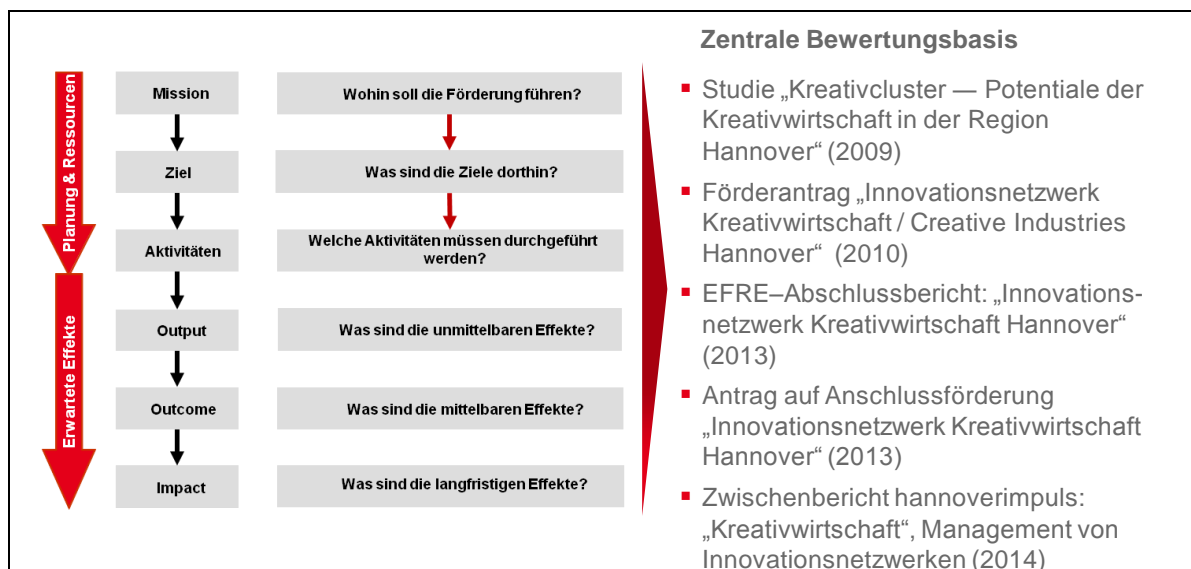 Planung & Ressourcen
Erwartete Effekte
Mission
Ziel
Aktivitäten
Output
Outcome
Impact
Wohin soll die Förderung führen?
Was sind die Ziele dorthin?
Welche Aktivitäten müssen durchgeführt
werden?
Was sind die unmittelbaren Effekte?
Was sind die mittelbaren Effekte?
Was sind die langfristigen Effekte?
Zentrale Bewertungsbasis
▪ Studie „Kreativcluster — Potentiale der
Kreativwirtschaft in der Region
Hannover“ (2009)
▪ Förderantrag „Innovationsnetzwerk
Kreativwirtschaft / Creative Industries
Hannover“ (2010)
▪ EFRE–Abschlussbericht: „Innovations-
netzwerk Kreativwirtschaft Hannover“
(2013)
▪ Antrag auf Anschlussförderung
„Innovationsnetzwerk Kreativwirtschaft
Hannover“ (2013)
▪ Zwischenbericht hannoverimpuls:
„Kreativwirtschaft“, Management von
Innovationsnetzwerken (2014)